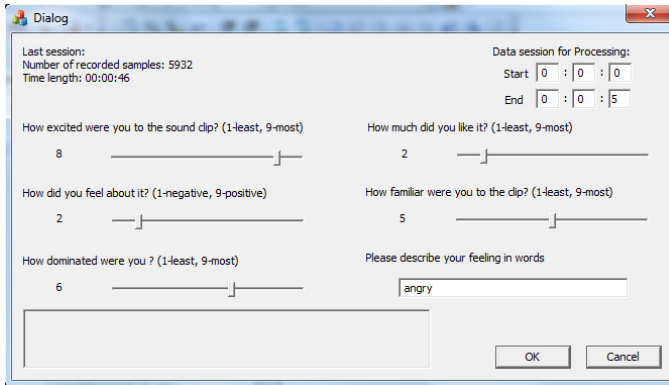 Dialog
Last session:
Number of recorded samples: 5932
Time length: 00:00:46
Data session for Processing:
Start 0 : 0 : 0
End 0 : 0 : 5
How excited were you to the sound clip? (1-least, 9-most)
8
How much did you like it? (1-least, 9-most)
2
How did you feel about it? (1-negative, 9-positive)
2
How familiar were you to the clip? (1-least, 9-most)
5
How dominated were you ? (1-least, 9-most)
6
Please describe your feeling in words
angry
OK
Cancel